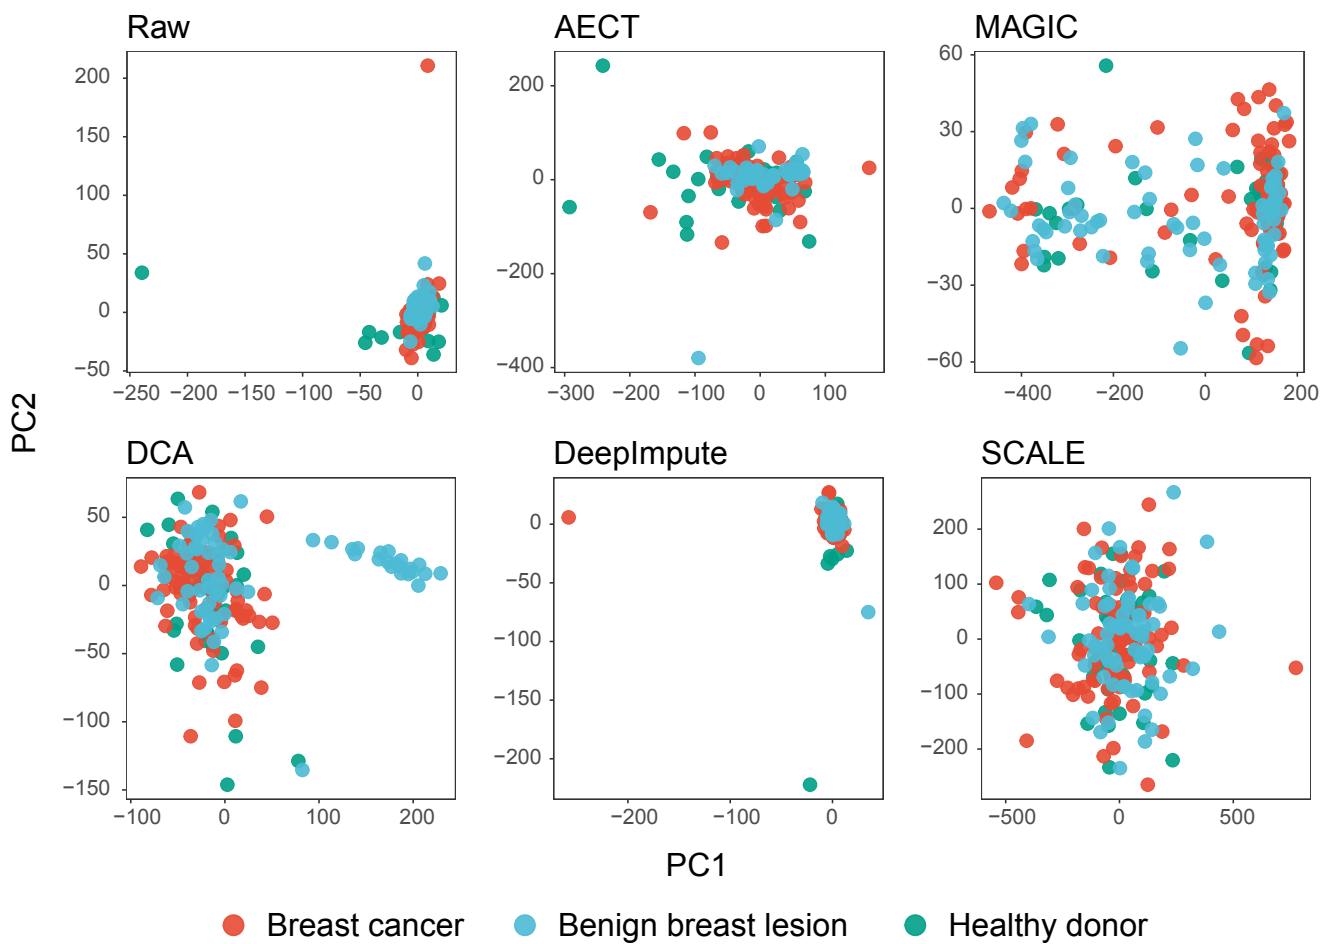 Raw AECT MAGIC
200
150
100
50
0
−50
−250 −200 −150 −100 −50 0
200
0
−200
−400
−300 −200 −100 0 100
60
30
0
−30
−60
−400 −200 0 200
PC2
DCA DeepImpute SCALE
50
0
−50
−100
−150
−100 0 100 200
0
−50
−100
−150
−200
−200 −100 0
200
100
0
−100
−200
−500 0 500
PC1
Breast cancer Benign breast lesion Healthy donor